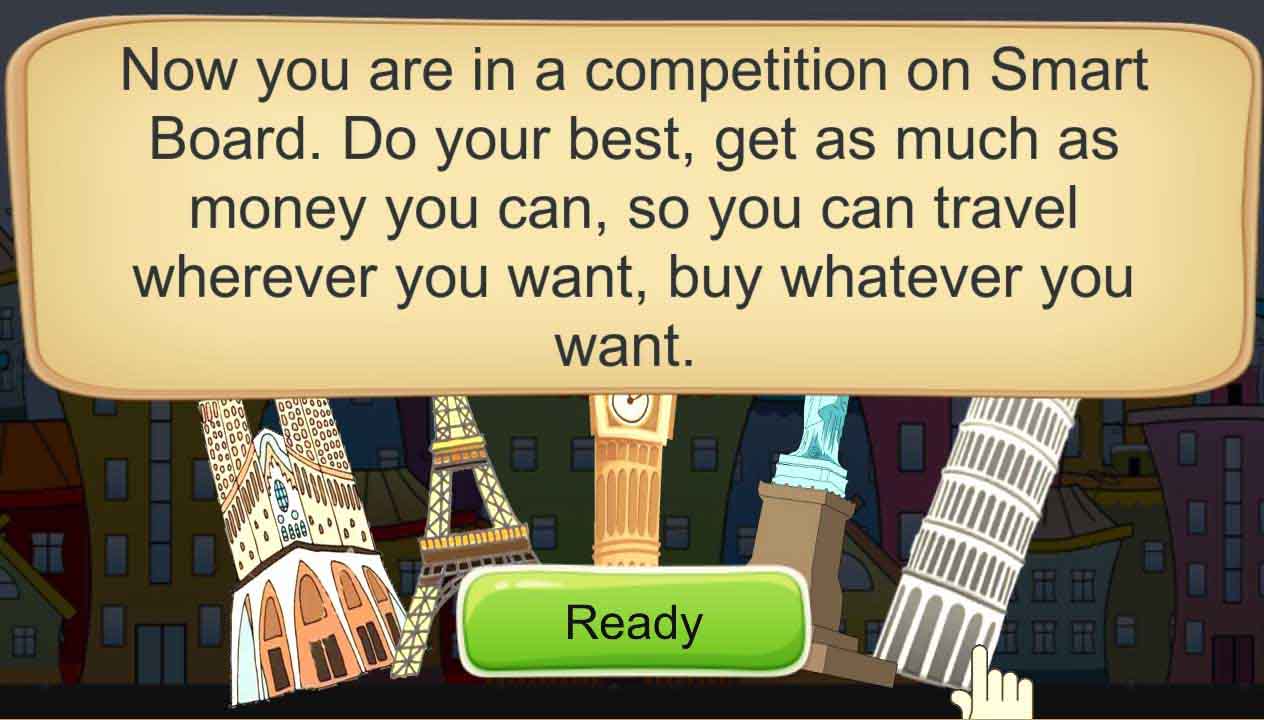 Now you are in a competition on Smart
Board. Do your best, get as much as
money you can, so you can travel
wherever you want, buy whatever you
want.
Ready